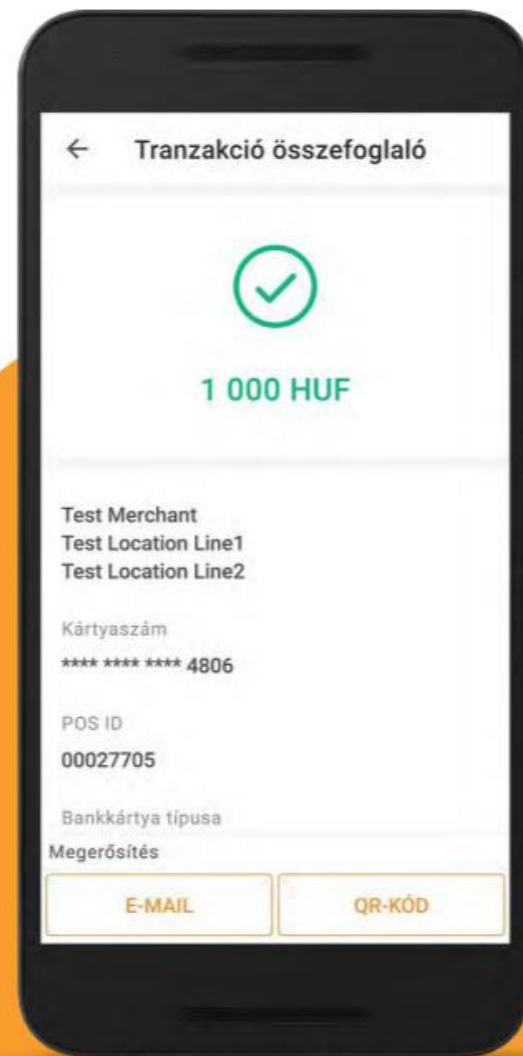 ← Tranzakció összefoglaló
1 000 HUF
Test Merchant
Test Location Line1
Test Location Line2
Kártyaszám
**** **** **** 4806
POS ID
00027705
Bankkártya típusa
Megerősítés
E-MAIL QR-KÓD